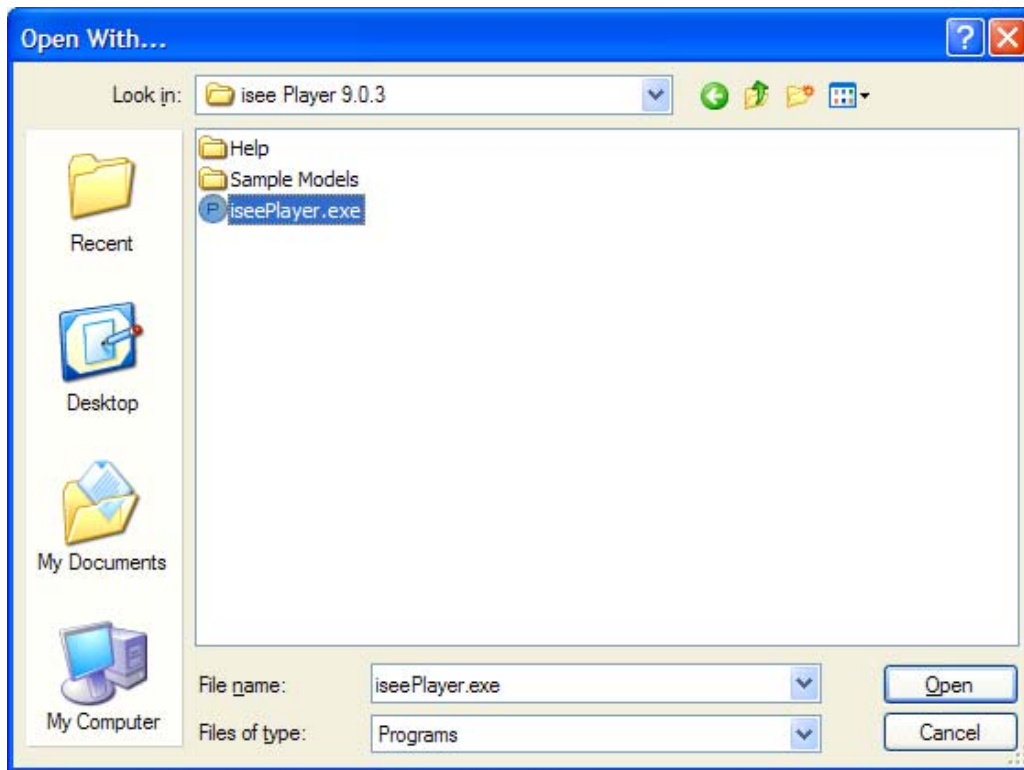 Open With...
Look in: isee Player 9.0.3
Help
Sample Models
P iseePlayer.exe
Recent
Desktop
My Documents
My Computer
File name: iseePlayer.exe Open
Files of type: Programs Cancel